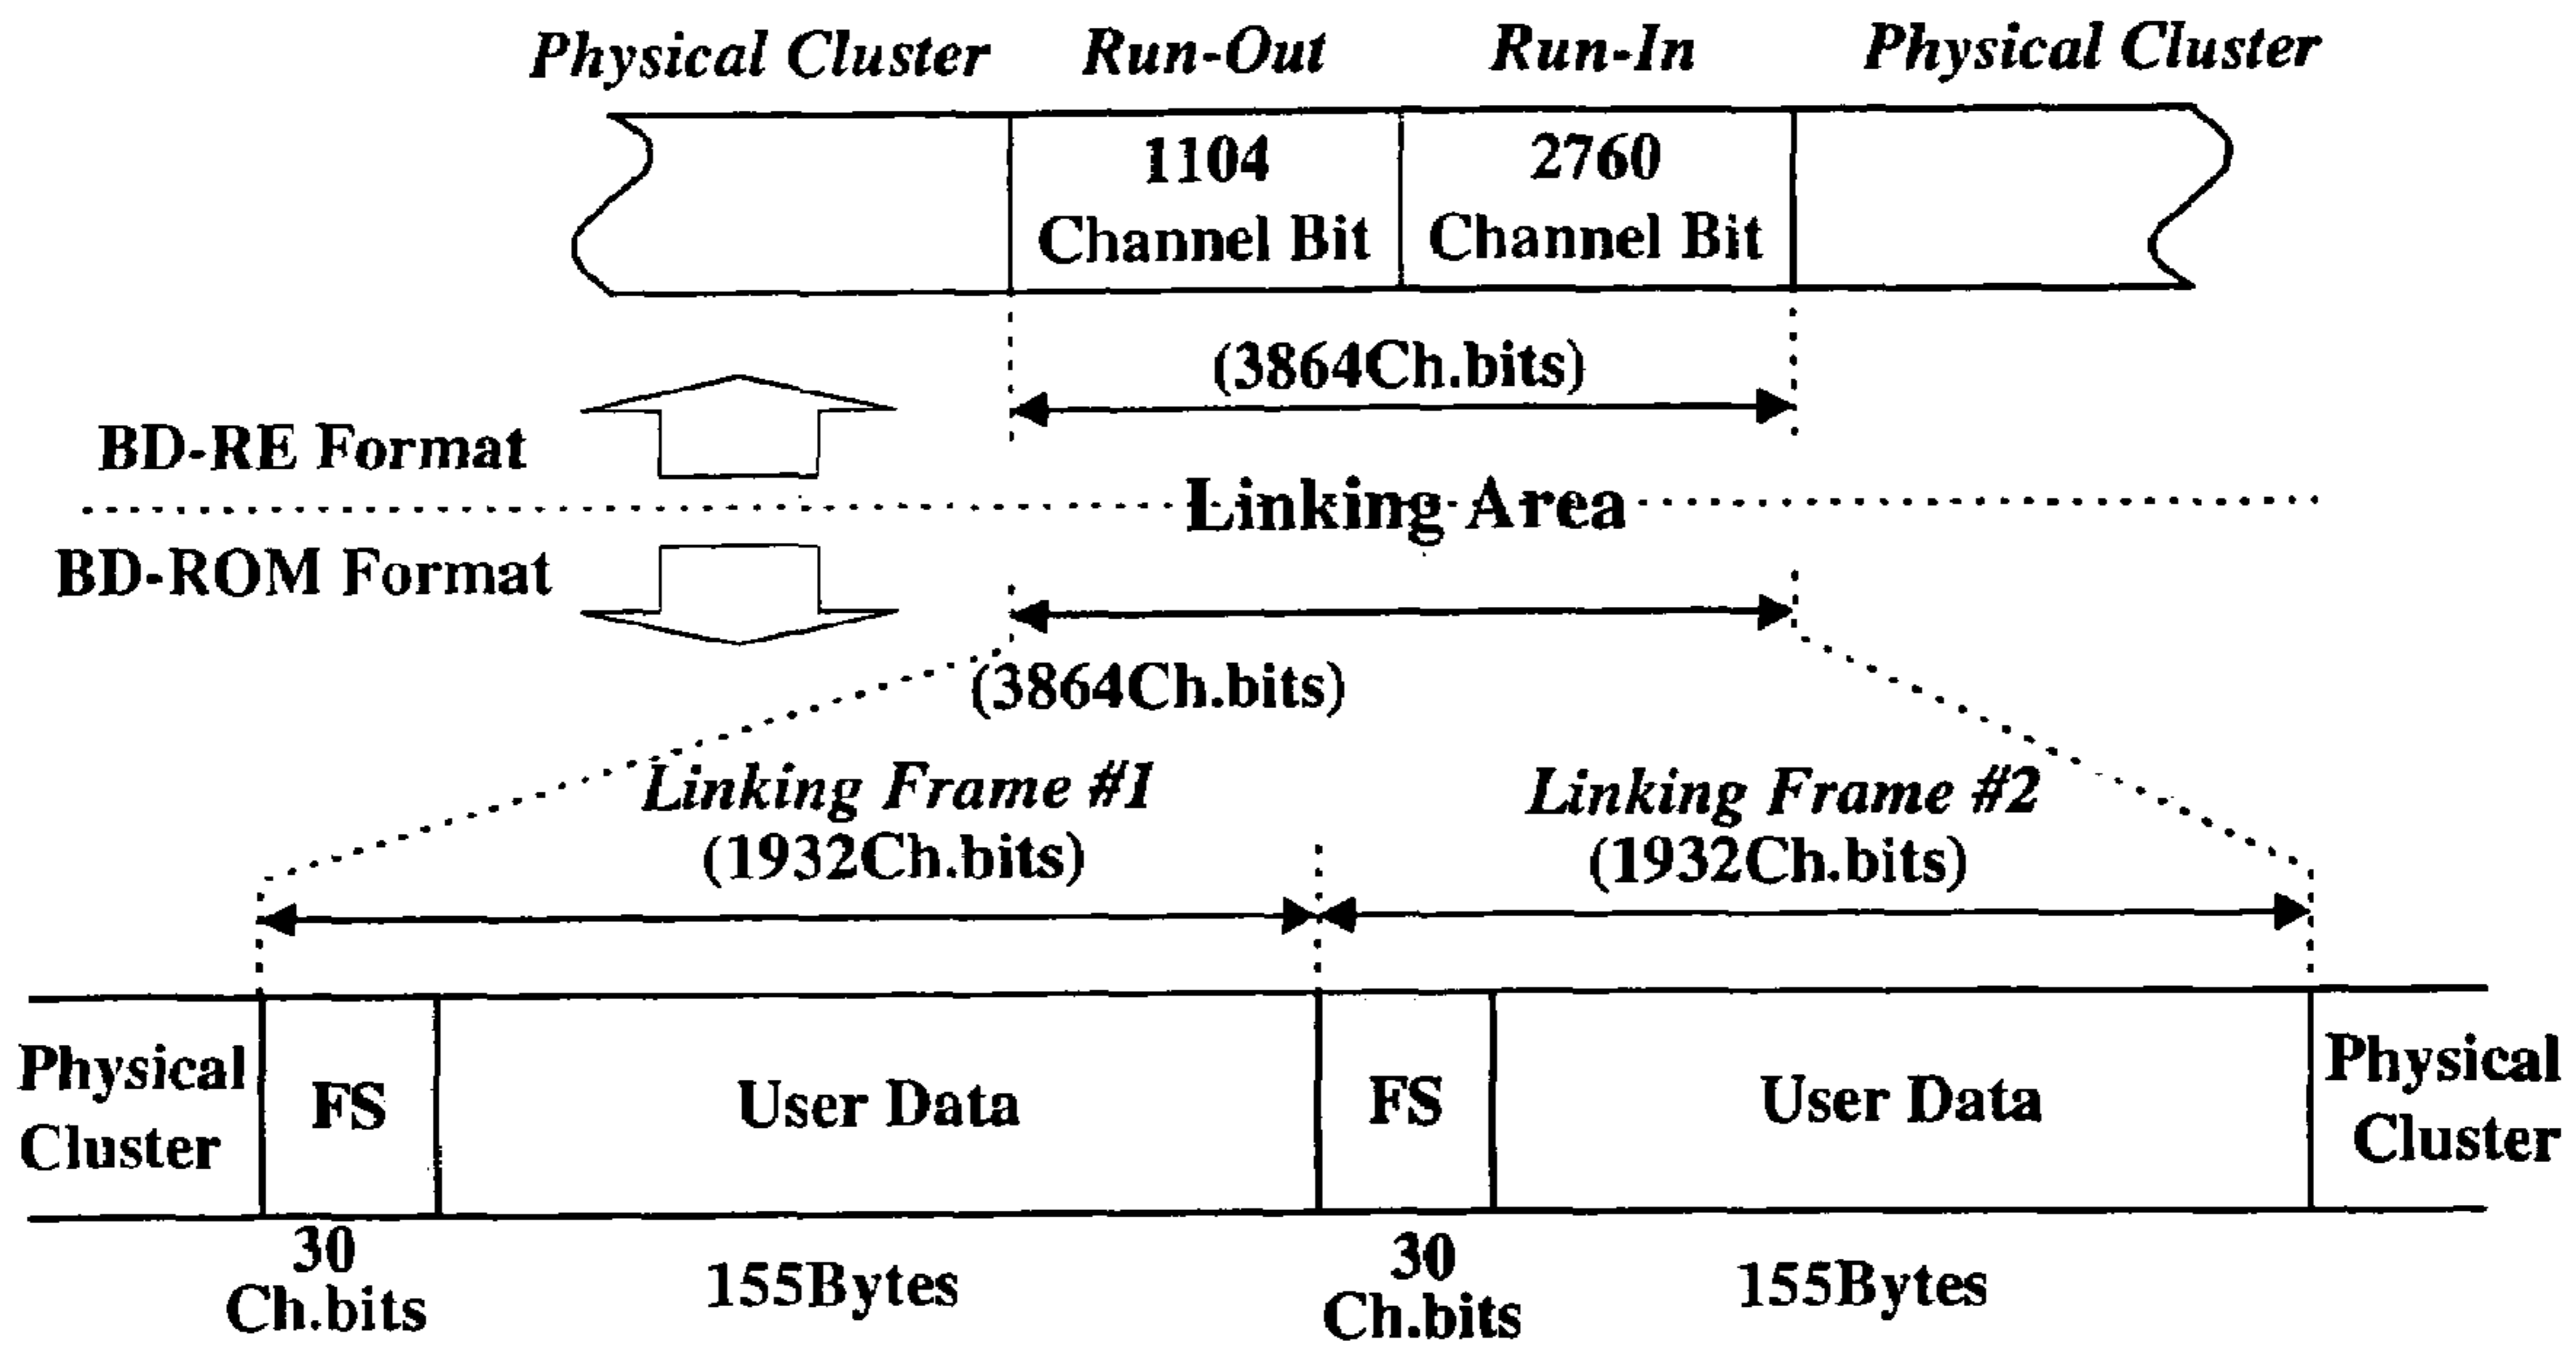 Physical Cluster Run-Out Run-In Physical Cluster
1104 2760
Channel Bit Channel Bit
(3864Ch.bits)
BD-RE Format
Linking Area
BD-ROM Format
(3864Ch.bits)
Linking Frame #1 Linking Frame #2
(1932Ch.bits) (1932Ch.bits)
Physical Cluster FS User Data FS User Data Physical Cluster
30 Ch.bits 155Bytes 30 Ch.bits 155Bytes